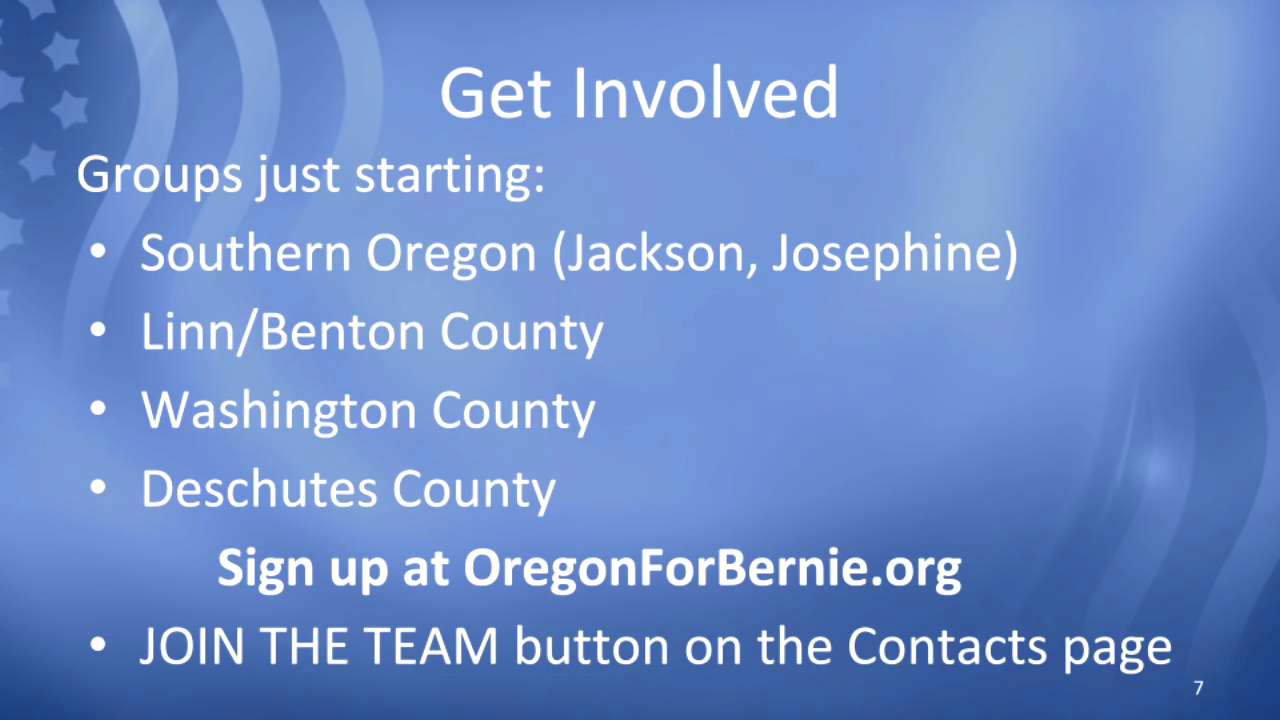 Get Involved
Groups just starting:
• Southern Oregon (Jackson, Josephine)
• Linn/Benton County
• Washington County
• Deschutes County
Sign up at OregonForBernie.org
• JOIN THE TEAM button on the Contacts page
7